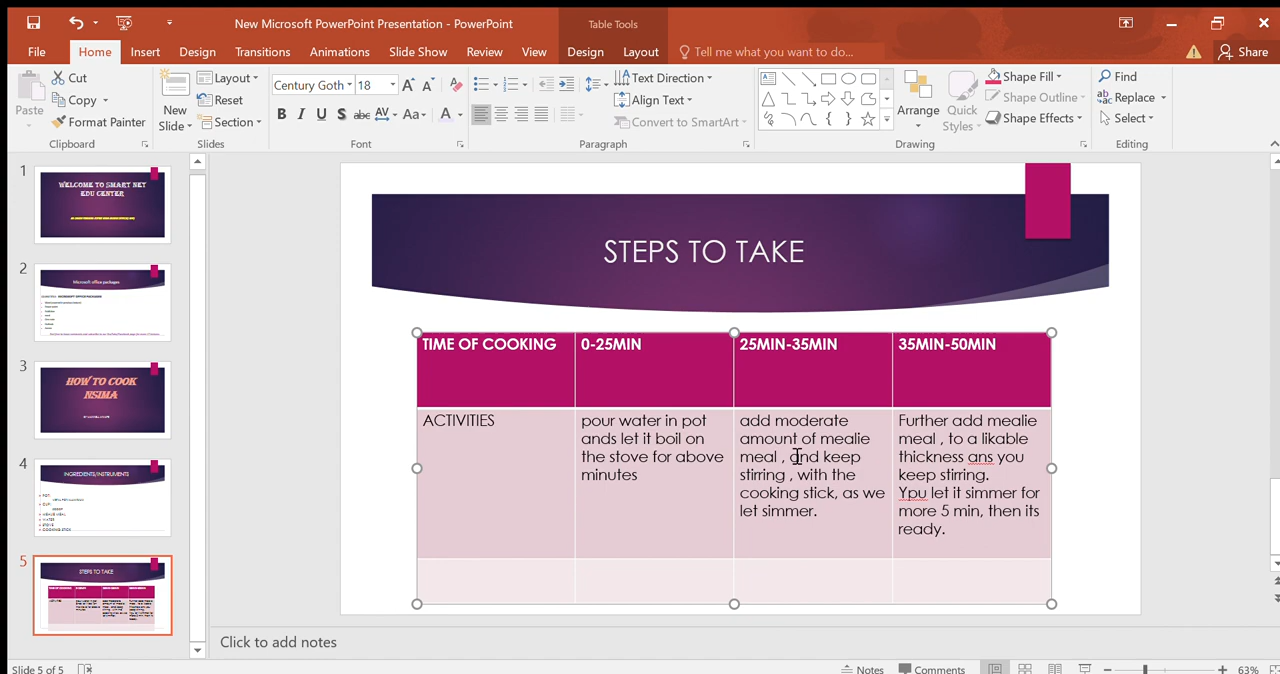 New Microsoft PowerPoint Presentation - PowerPoint
Table Tools
File Home Insert Design Transitions Animations Slide Show Review View Design Layout Tell me what you want to do... Share
Paste
Cut
Copy
Format Painter
Clipboard
New Slide
Layout
Reset
Section
Slides
Century Goth 18
B I U S abc AV Aa A
Font
Text Direction
Align Text
Convert to SmartArt
Paragraph
Arrange
Quick Styles
Shape Fill
Shape Outline
Shape Effects
Drawing
Find
Replace
Select
Editing
1
WELCOME TO SMART NET
EDU CENTER
2
Microsoft office packages
3
HOW TO COOK
NSIMA
4
INGREDIENTS/INSTRUMENTS
5
STEPS TO TAKE
STEPS TO TAKE
TIME OF COOKING 0-25MIN 25MIN-35MIN 35MIN-50MIN
ACTIVITIES
pour water in pot
ands let it boil on
the stove for above
minutes
add moderate
amount of mealie
meal , and keep
stirring , with the
cooking stick, as we
let simmer.
Further add mealie
meal , to a likable
thickness ans you
keep stirring.
Ypu let it simmer for
more 5 min, then its
ready.
Click to add notes
Slide 5 of 5
Notes Comments 63%